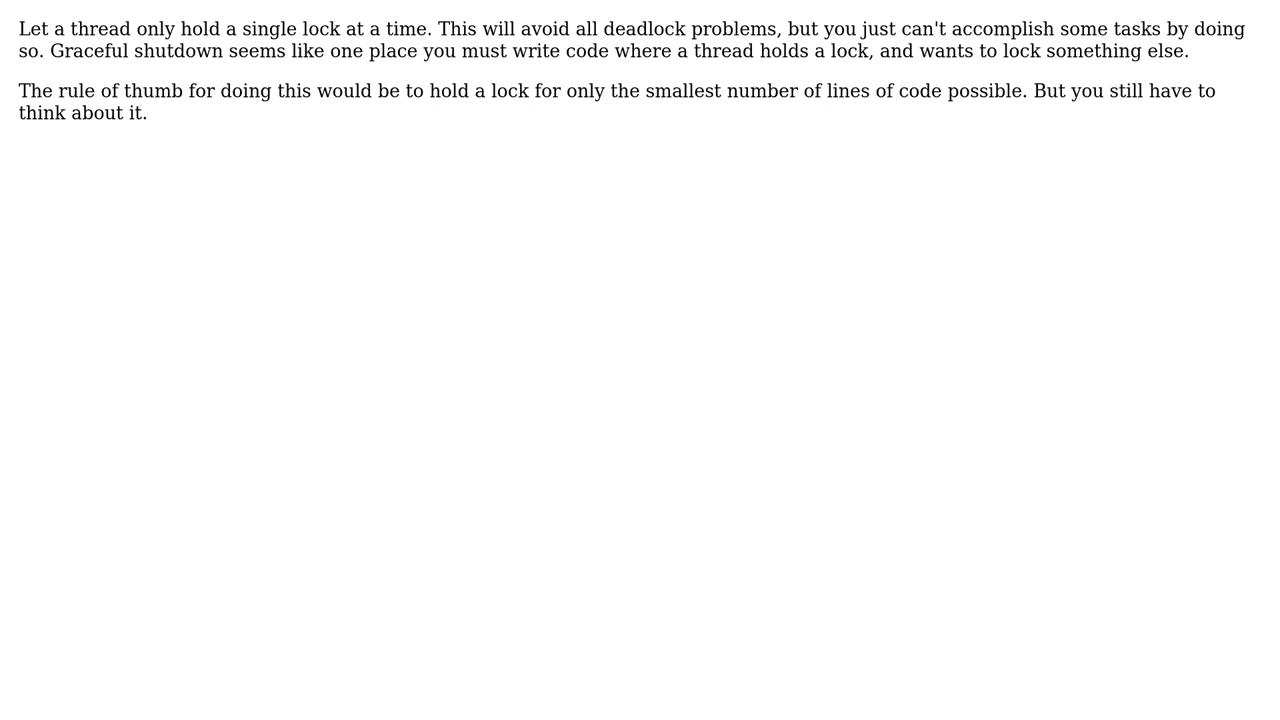 Let a thread only hold a single lock at a time. This will avoid all deadlock problems, but you just can't accomplish some tasks by doing
so. Graceful shutdown seems like one place you must write code where a thread holds a lock, and wants to lock something else.
The rule of thumb for doing this would be to hold a lock for only the smallest number of lines of code possible. But you still have to
think about it.